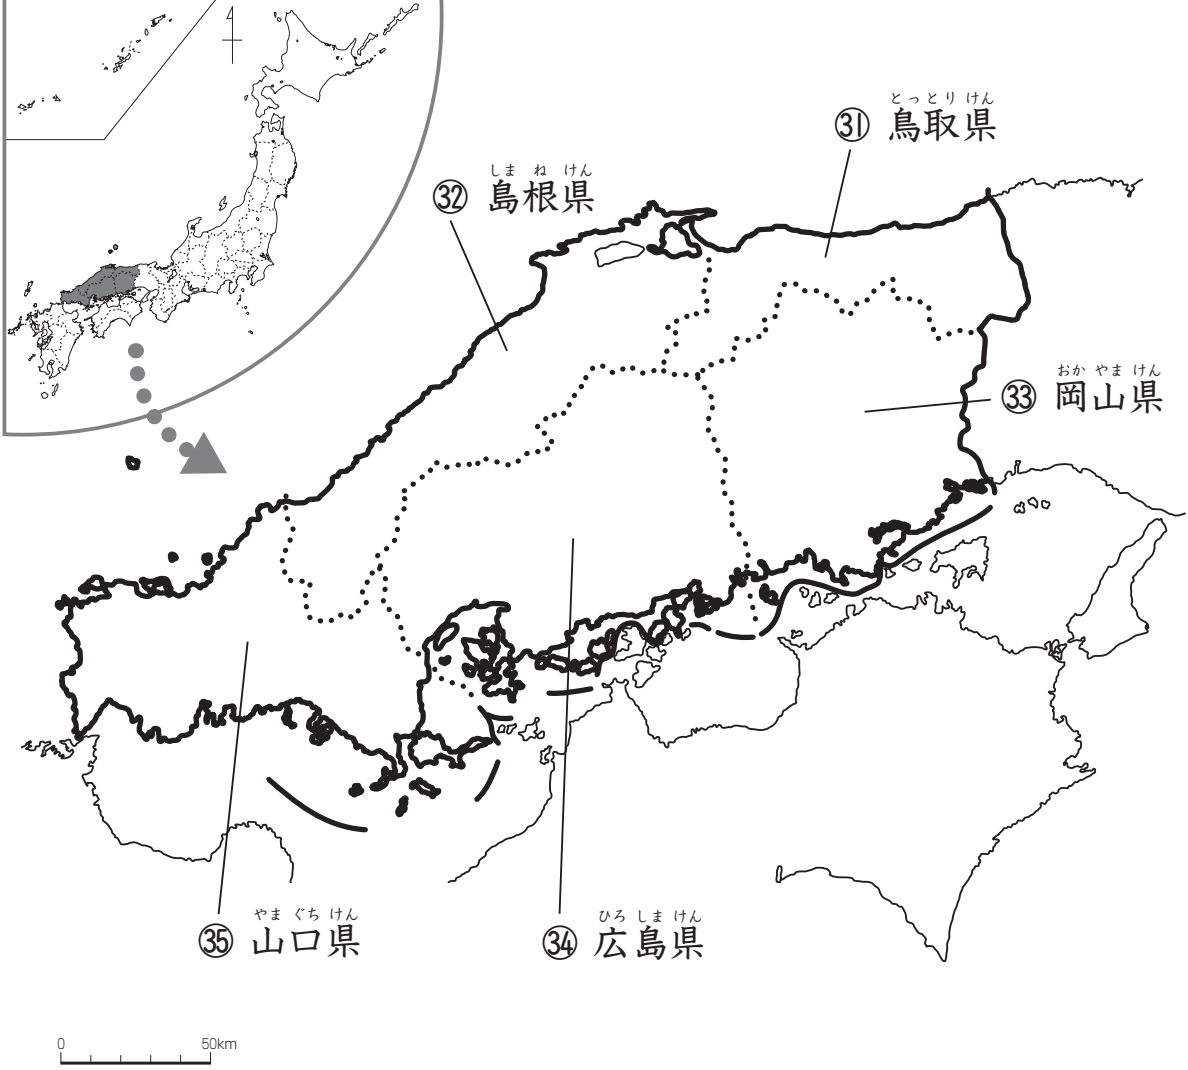 とっとりけん
㉛ 鳥取県
しまねけん
㉜ 島根県
おかやまけん
㉝ 岡山県
やまぐちけん
㉟ 山口県
ひろしまけん
㉞ 広島県
0 50km